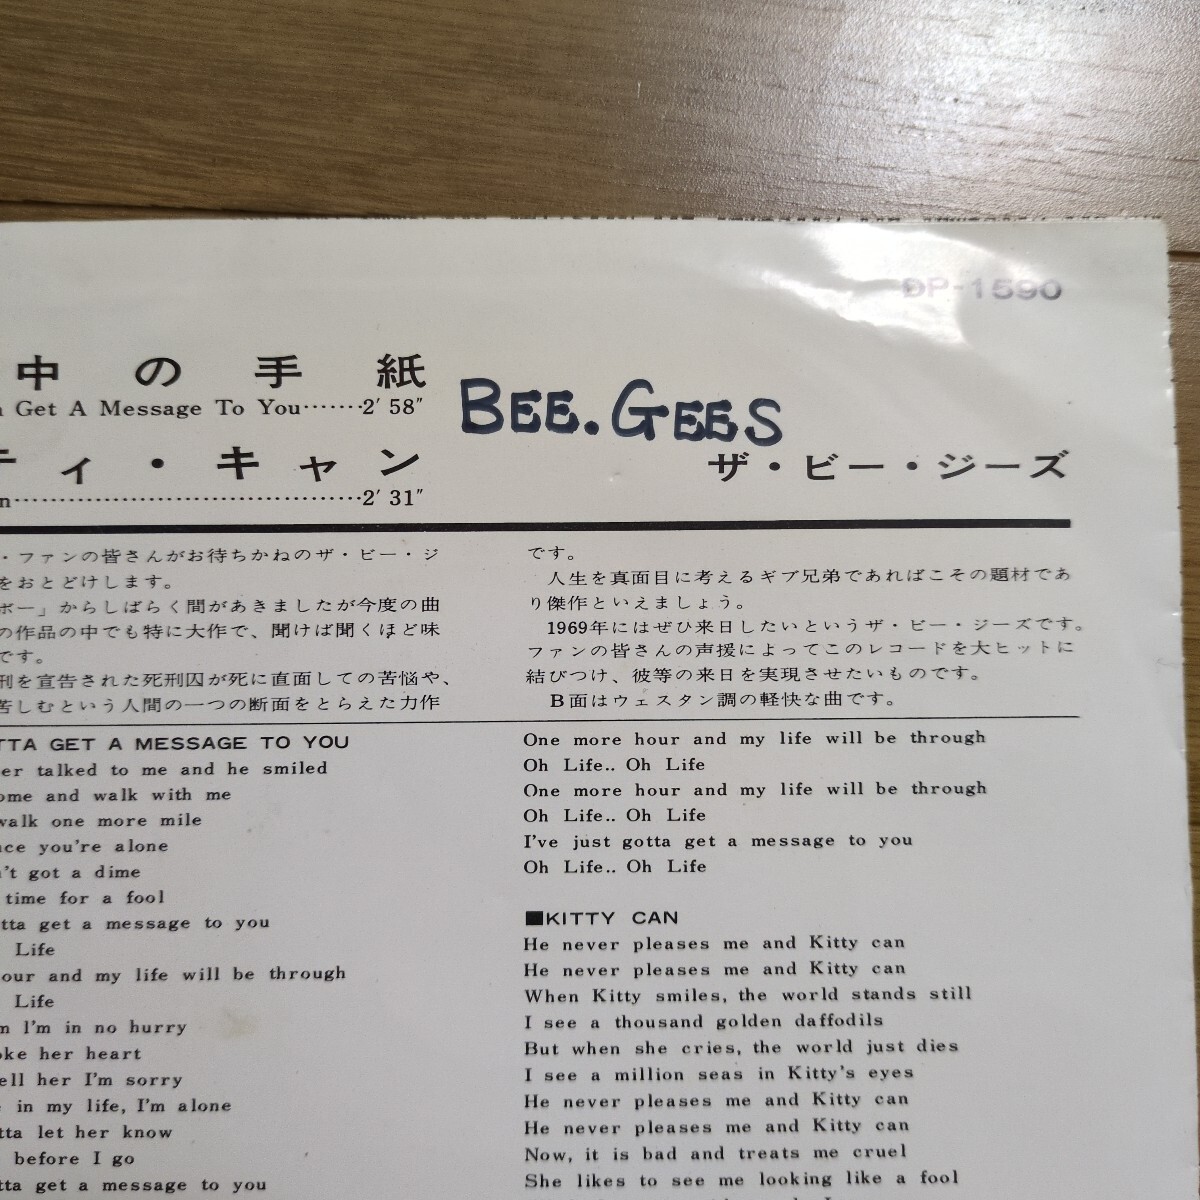 DP-1590
中の手紙
Get A Message To You·······2′58″
BEE.GEES
ティ・キャン
ザ・ビー・ジーズ
n·······································2′31″
・ファンの皆さんがお待ちかねのザ・ビー・ジ
をおとどけします。
ボー」からしばらく間があきましたが今度の曲
の作品の中でも特に大作で、聞けば聞くほど味
です。
刑を宣告された死刑囚が死に直面しての苦悩や、
苦しむという人間の一つの断面をとらえた力作
です。
人生を真面目に考えるギブ兄弟であればこその題材であ
り傑作といえましょう。
1969年にはぜひ来日したいというザ・ビー・ジーズです。
ファンの皆さんの声援によってこのレコードを大ヒットに
結びつけ、彼等の来日を実現させたいものです。
B面はウェスタン調の軽快な曲です。
TTA GET A MESSAGE TO YOU
er talked to me and he smiled
ome and walk with me
walk one more mile
nce you're alone
n't got a dime
time for a fool
tta get a message to you
Life
our and my life will be through
Life
m I'm in no hurry
oke her heart
ell her I'm sorry
e in my life, I'm alone
tta let her know
before I go
tta get a message to you
One more hour and my life will be through
Oh Life.. Oh Life
One more hour and my life will be through
Oh Life.. Oh Life
I've just gotta get a message to you
Oh Life.. Oh Life
■KITTY CAN
He never pleases me and Kitty can
He never pleases me and Kitty can
When Kitty smiles, the world stands still
I see a thousand golden daffodils
But when she cries, the world just dies
I see a million seas in Kitty's eyes
He never pleases me and Kitty can
He never pleases me and Kitty can
Now, it is bad and treats me cruel
She likes to see me looking like a fool